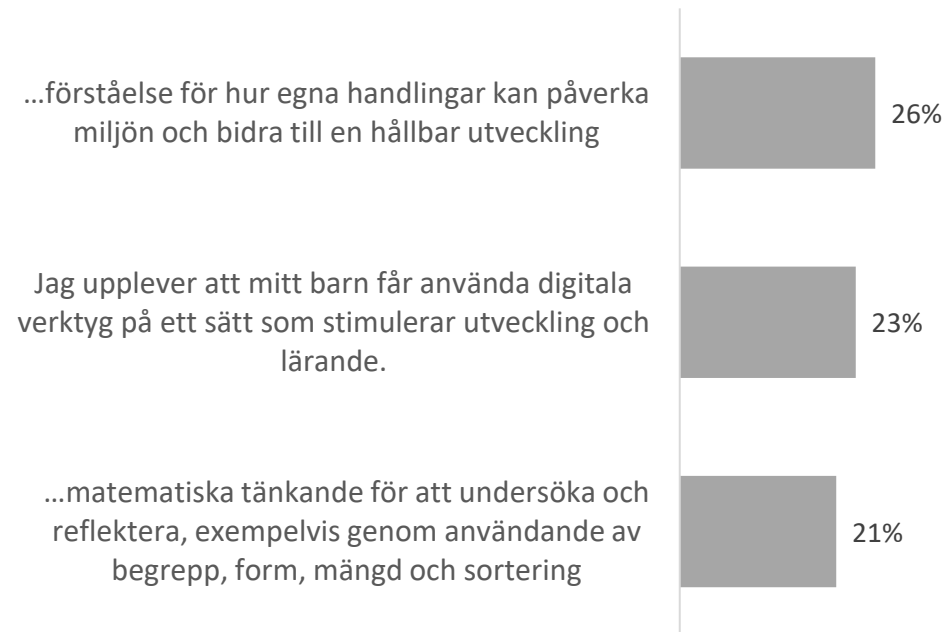 ...förståelse för hur egna handlingar kan påverka
miljön och bidra till en hållbar utveckling
26%
Jag upplever att mitt barn får använda digitala
verktyg på ett sätt som stimulerar utveckling och
lärande.
23%
...matematiska tänkande för att undersöka och
reflektera, exempelvis genom användande av
begrepp, form, mängd och sortering
21%